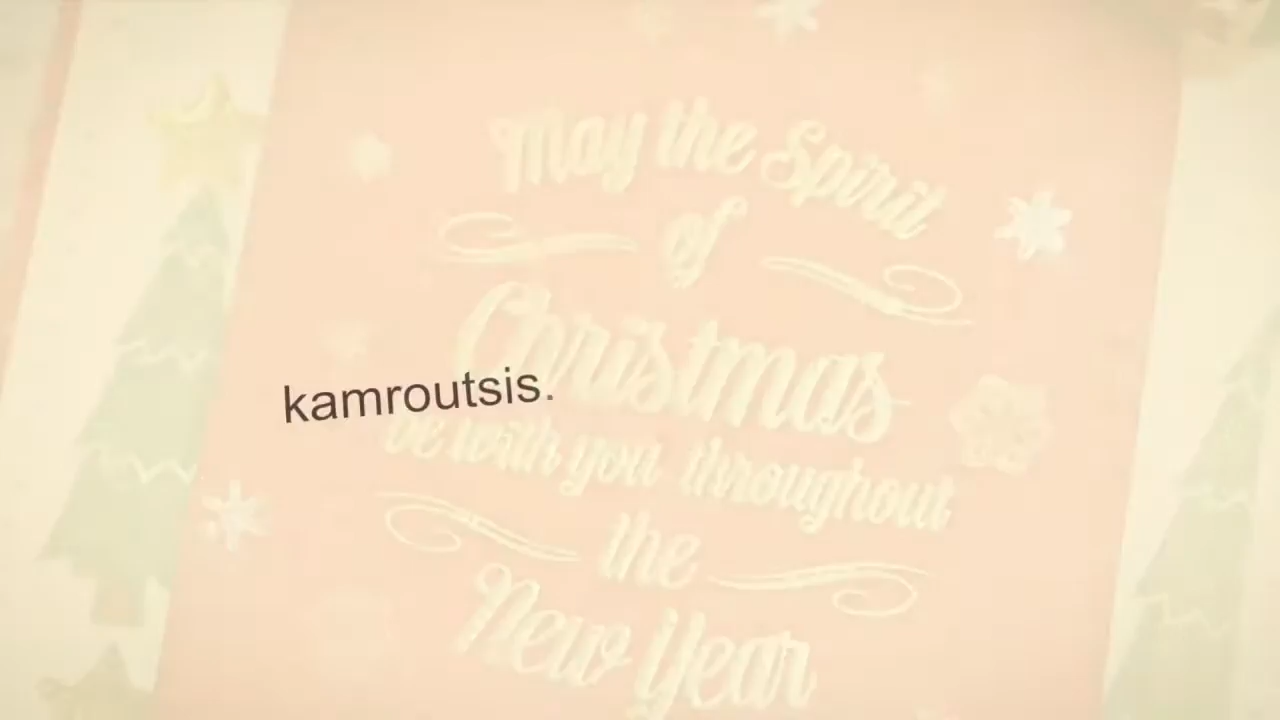 May the Spirit
of
Christmas
kamroutsis.
be with you throughout
the
New Year